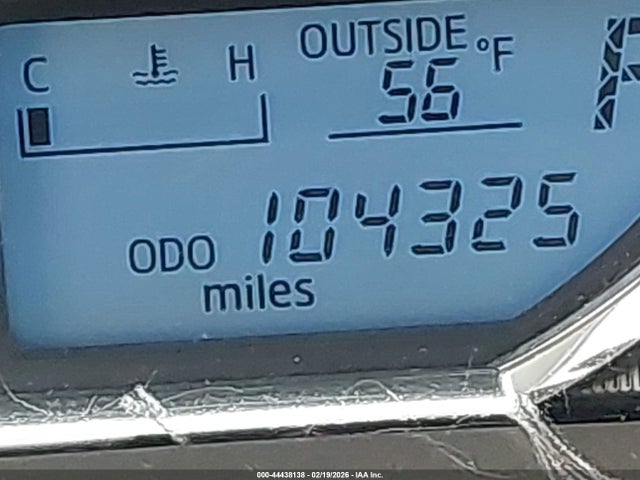 OUTSIDE °F
C H
56
ODO 104325
miles
000-44438138 - 02/19/2026 - IAA Inc.